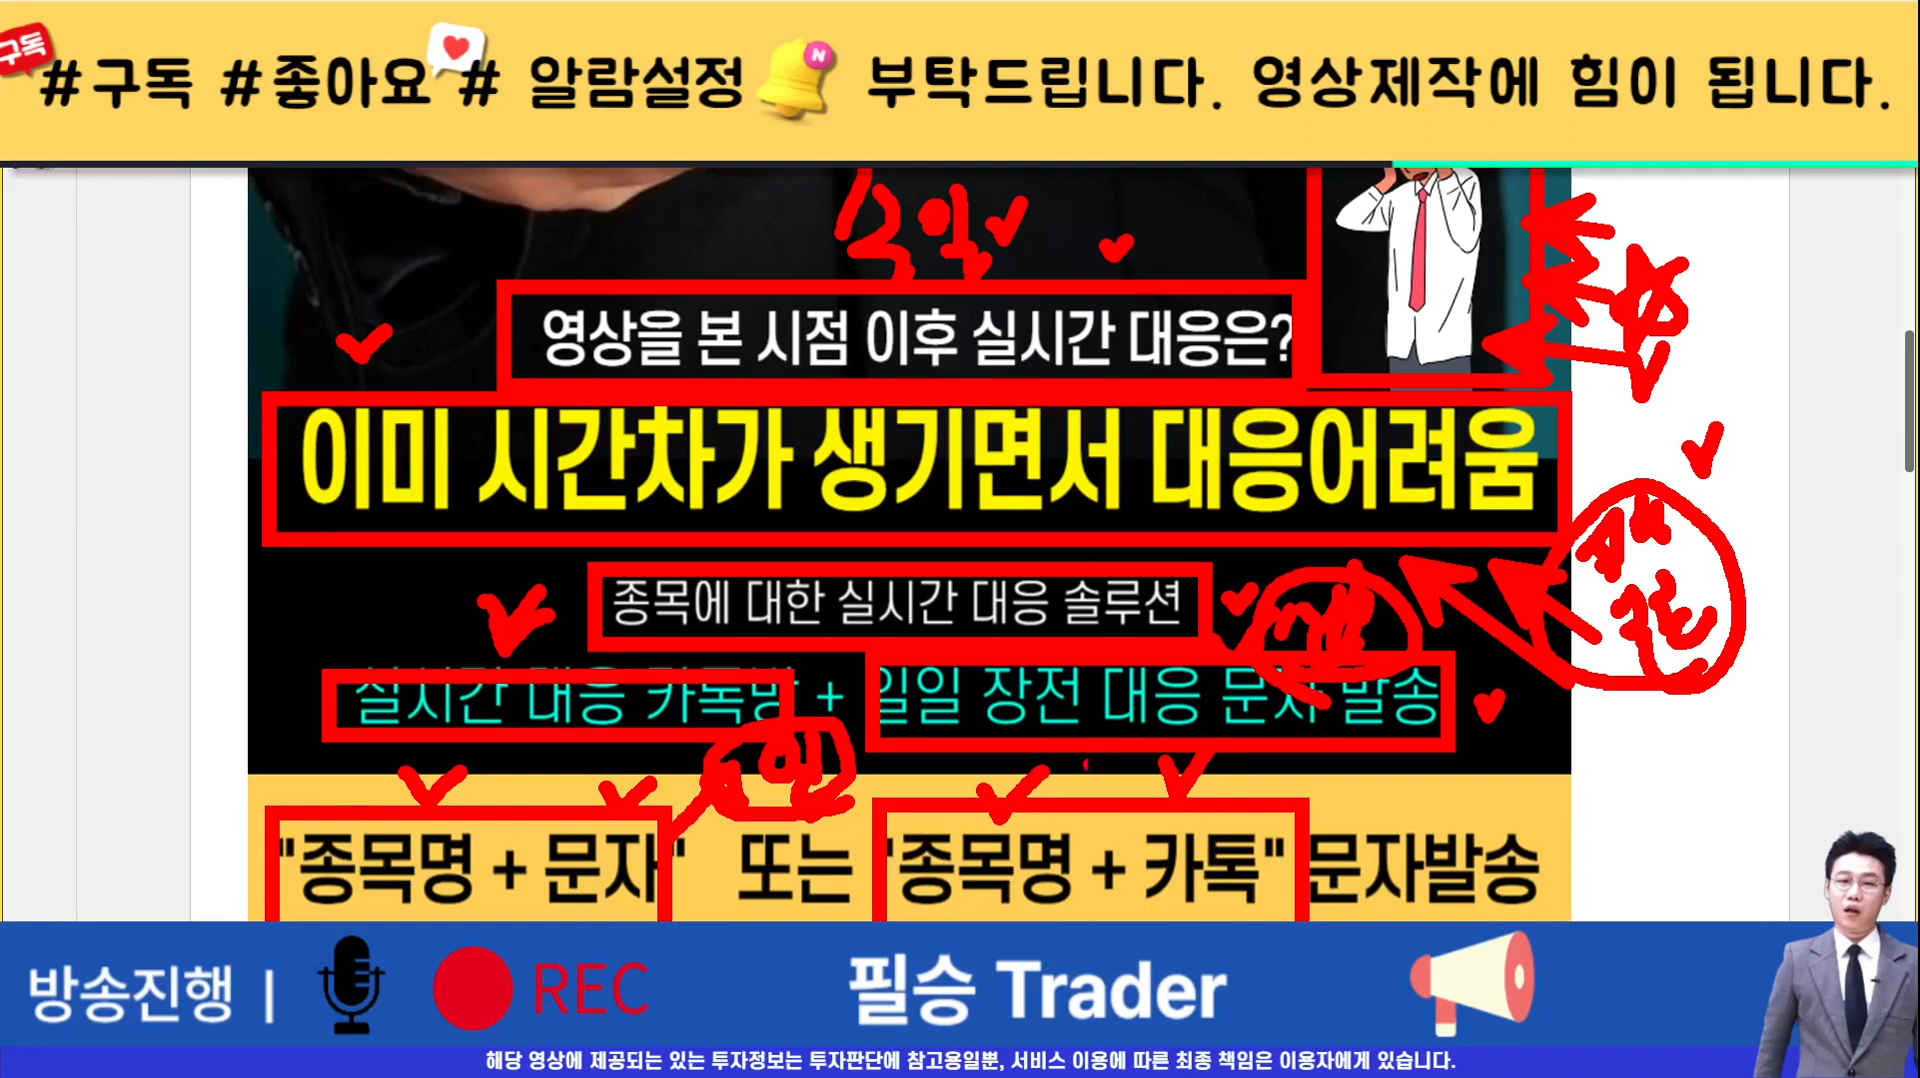 구독
#구독 #좋아요 # 알람설정 N 부탁드립니다. 영상제작에 힘이 됩니다.
영상을 본 시점 이후 실시간 대응은?
이미 시간차가 생기면서 대응어려움
종목에 대한 실시간 대응 솔루션
실시간 대응 카톡방 + 일일 장전 대응 문자 발송
"종목명 + 문자" 또는 "종목명 + 카톡" 문자발송
방송진행 | REC 필승 Trader
해당 영상에 제공되는 있는 투자정보는 투자판단에 참고용일뿐, 서비스 이용에 따른 최종 책임은 이용자에게 있습니다.